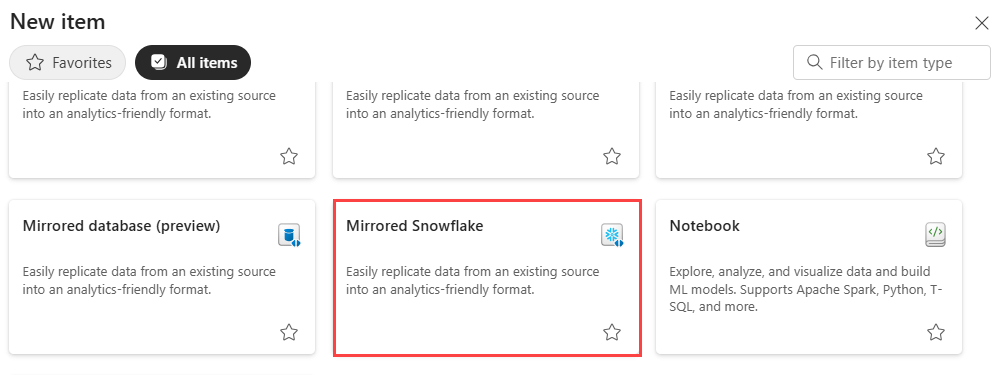 New item
Favorites
All items
Filter by item type
Easily replicate data from an existing source
into an analytics-friendly format.
Easily replicate data from an existing source
into an analytics-friendly format.
Easily replicate data from an existing source
into an analytics-friendly format.
Mirrored database (preview)
Easily replicate data from an existing source
into an analytics-friendly format.
Mirrored Snowflake
Easily replicate data from an existing source
into an analytics-friendly format.
Notebook
Explore, analyze, and visualize data and build
ML models. Supports Apache Spark, Python, T-
SQL, and more.